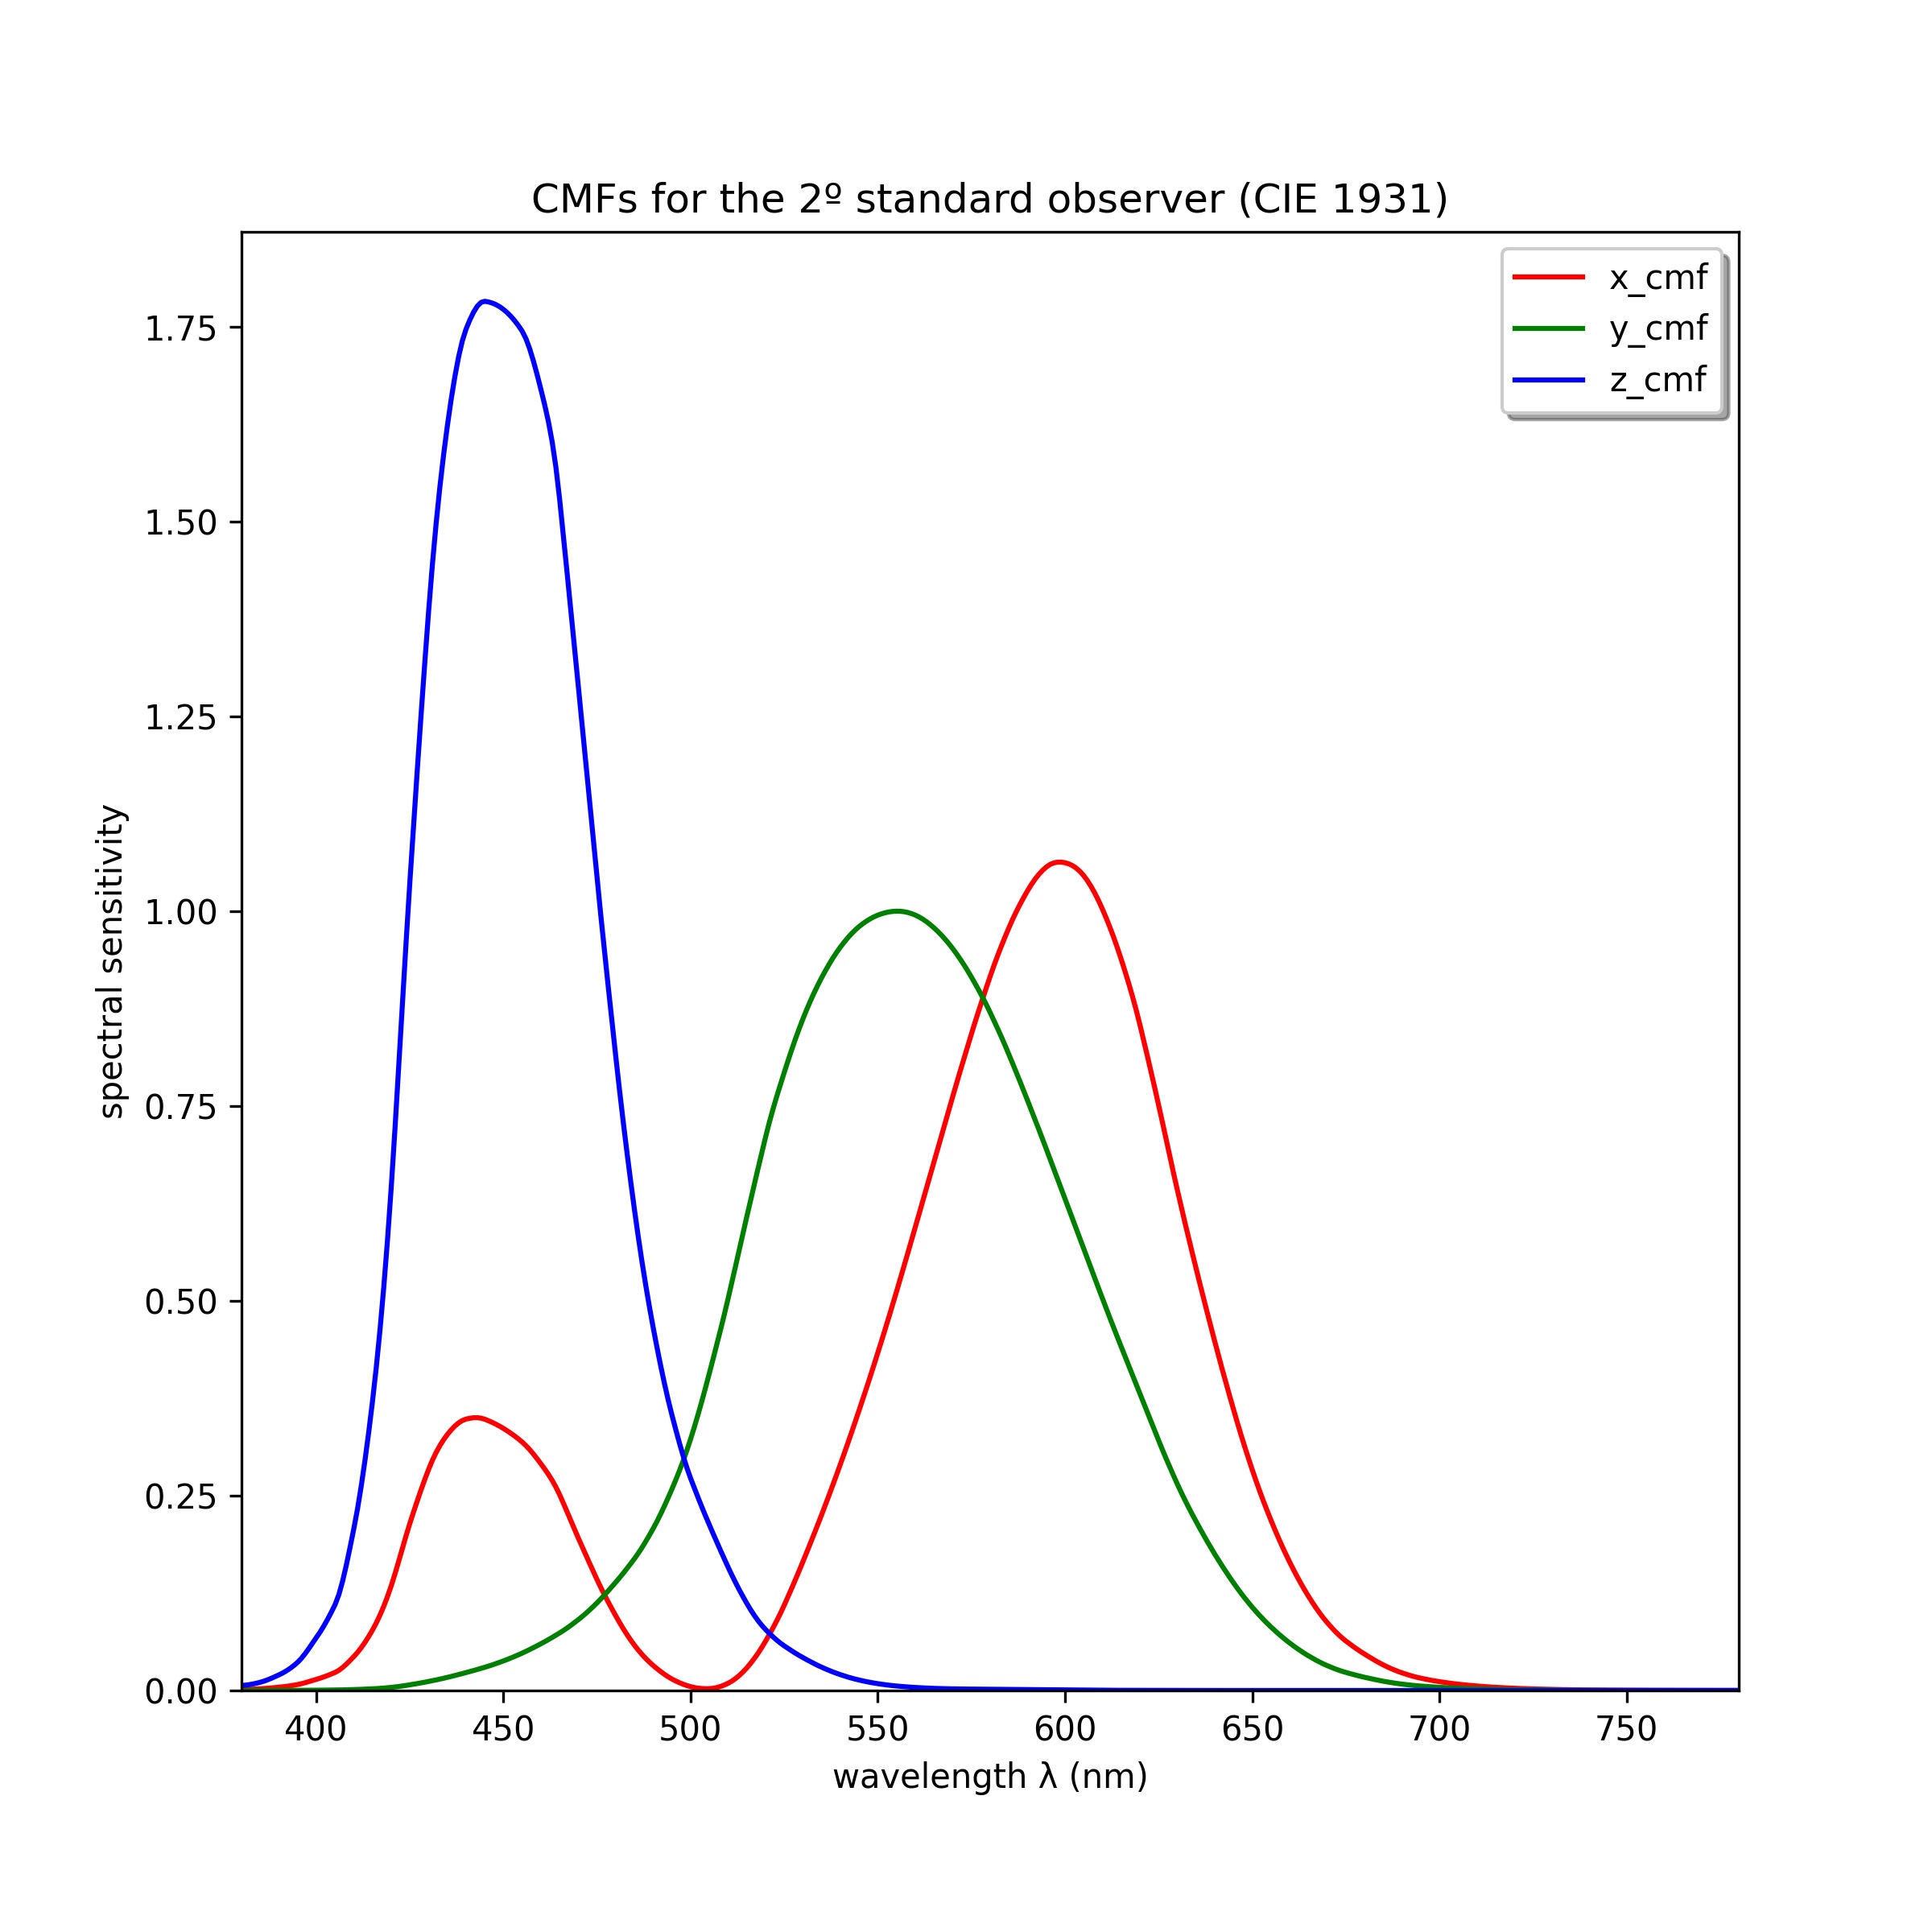 CMFs for the 2º standard observer (CIE 1931)
x_cmf
y_cmf
z_cmf
spectral sensitivity
1.75
1.50
1.25
1.00
0.75
0.50
0.25
0.00
400 450 500 550 600 650 700 750
wavelength λ (nm)